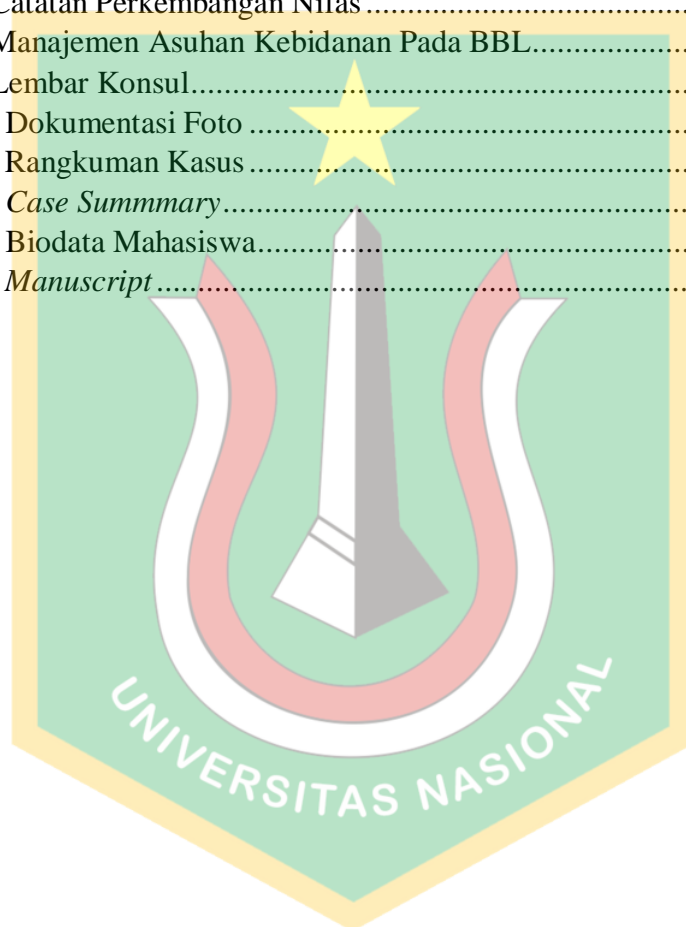 Catatan Perkembangan Nifas................................................
Manajemen Asuhan Kebidanan Pada BBL...................
Lembar Konsul..............................................................
Dokumentasi Foto .......................................................
Rangkuman Kasus .......................................................
Case Summmary..........................................................
Biodata Mahasiswa......................................................
Manuscript ..................................................................
UNIVERSITAS NASIONAL